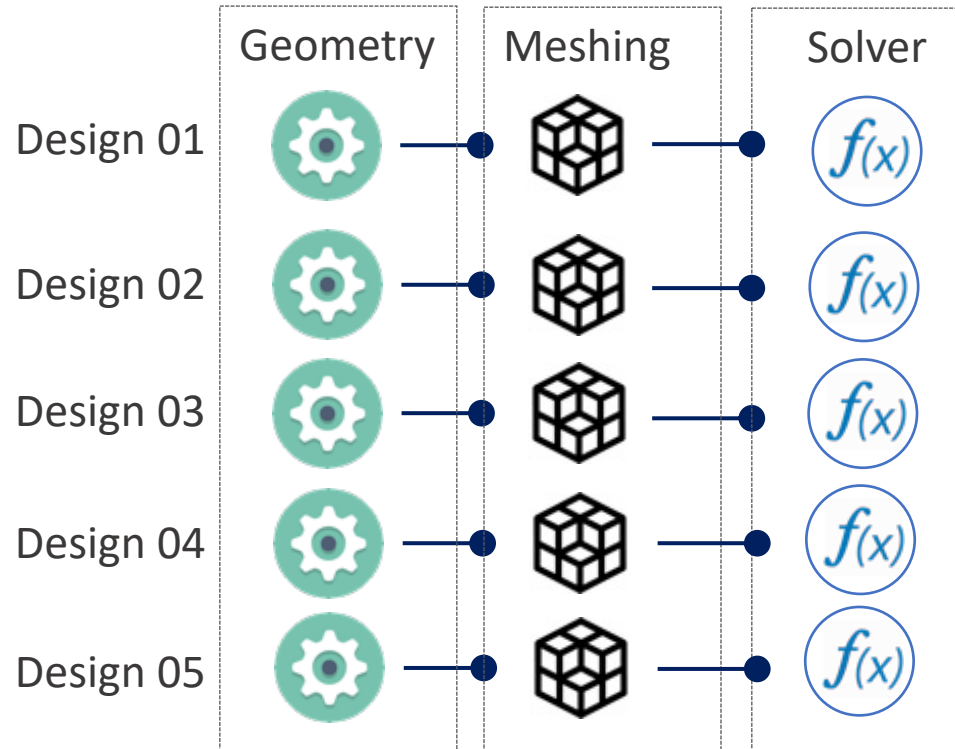 Geometry Meshing Solver
Design 01 f(x)
Design 02 f(x)
Design 03 f(x)
Design 04 f(x)
Design 05 f(x)